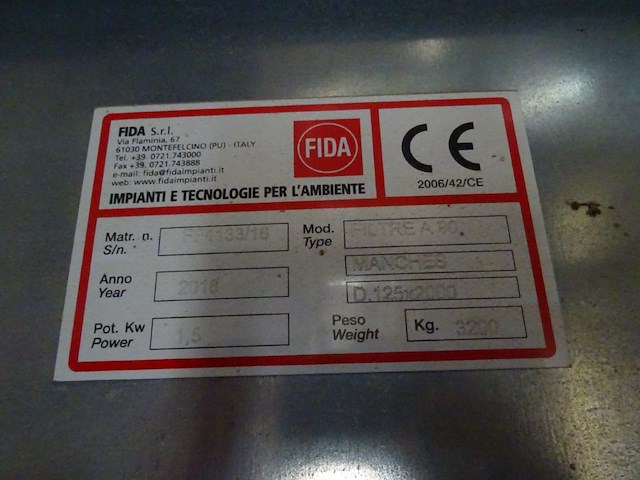 FIDA S.r.l.
Via Flaminia, 67
61030 MONTEFELCINO (PU) - ITALY
Tel. +39. 0721.743000
Fax +39. 0721.743888
e-mail: fida@fidaimpianti.it
web: www.fidaimpianti.it
FIDA
IMPIANTI E TECNOLOGIE PER L'AMBIENTE
CE
2006/42/CE
Matr. n.
S/n.
Mod.
Type
FILTRE A
MANCHES
D.125x2000
Anno
Year
Pot. Kw
Power
1,5
Peso
Weight
Kg. 3200